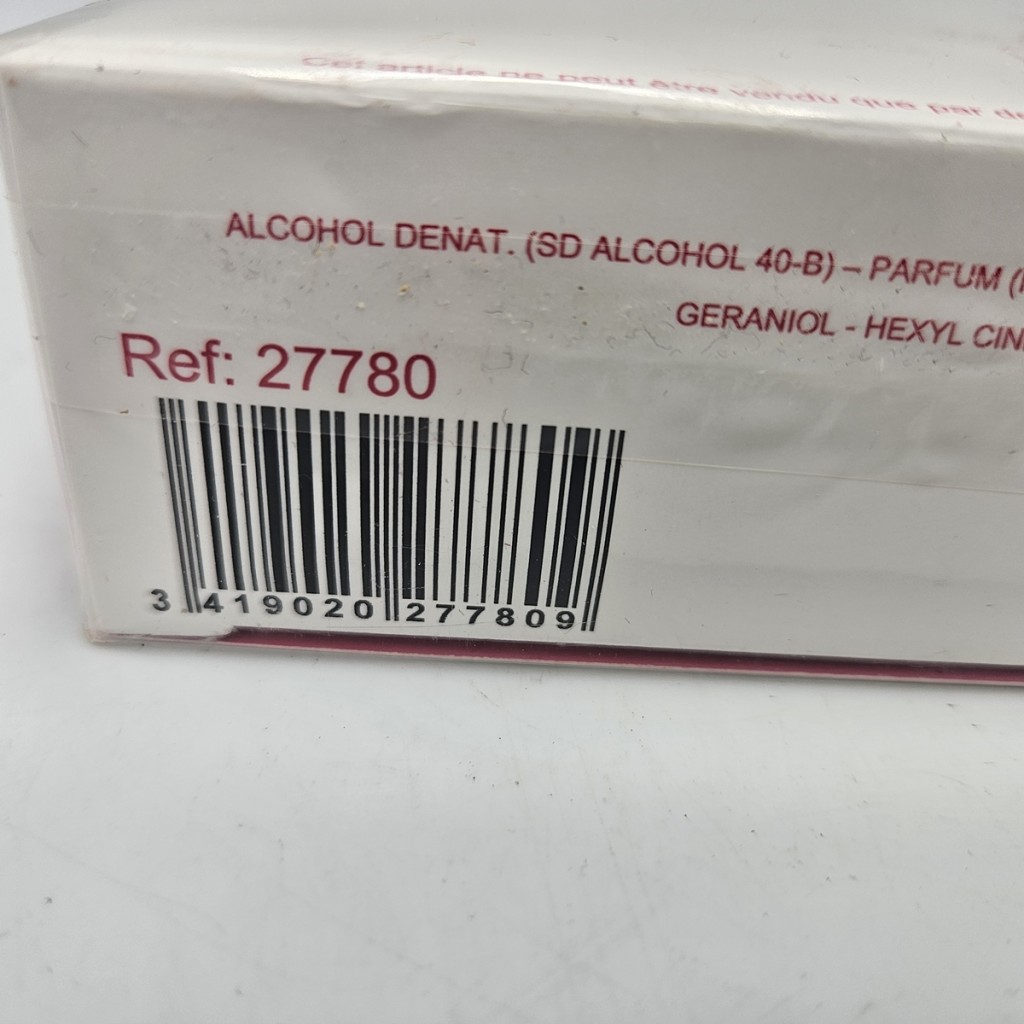 Cet article ne peut être vendu que par
ALCOHOL DENAT. (SD ALCOHOL 40-B) – PARFUM (
GERANIOL - HEXYL
Ref: 27780
3 419020 277809